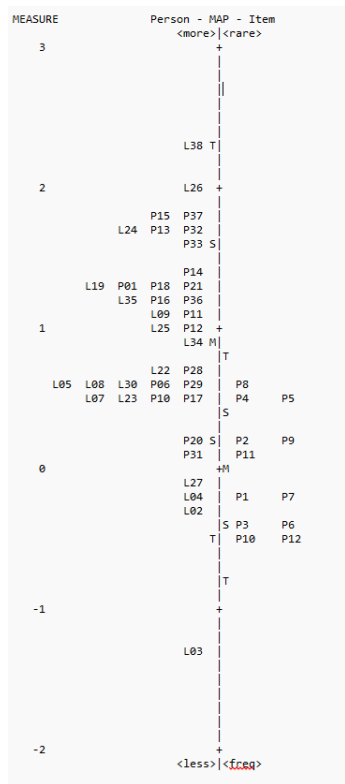 MEASURE Person - MAP - Item
<more>|<rare>
3 +
|
|
||
|
|
|
L38 T|
|
|
2 L26 +
|
P15 P37 |
L24 P13 P32 |
P33 S|
|
P14 |
L19 P01 P18 P21 |
L35 P16 P36 |
L09 P11 |
1 L25 P12 +
L34 M|
|T
L22 P28 |
L05 L08 L30 P06 P29 | P8
L07 L23 P10 P17 | P4 P5
|S
|
P20 S| P2 P9
P31 | P11
0 +M
L27 |
L04 | P1 P7
L02 |
|S P3 P6
T| P10 P12
|
|
|T
|
-1 +
|
|
L03 |
|
|
|
|
|
|
-2 +
<less>|<freq>